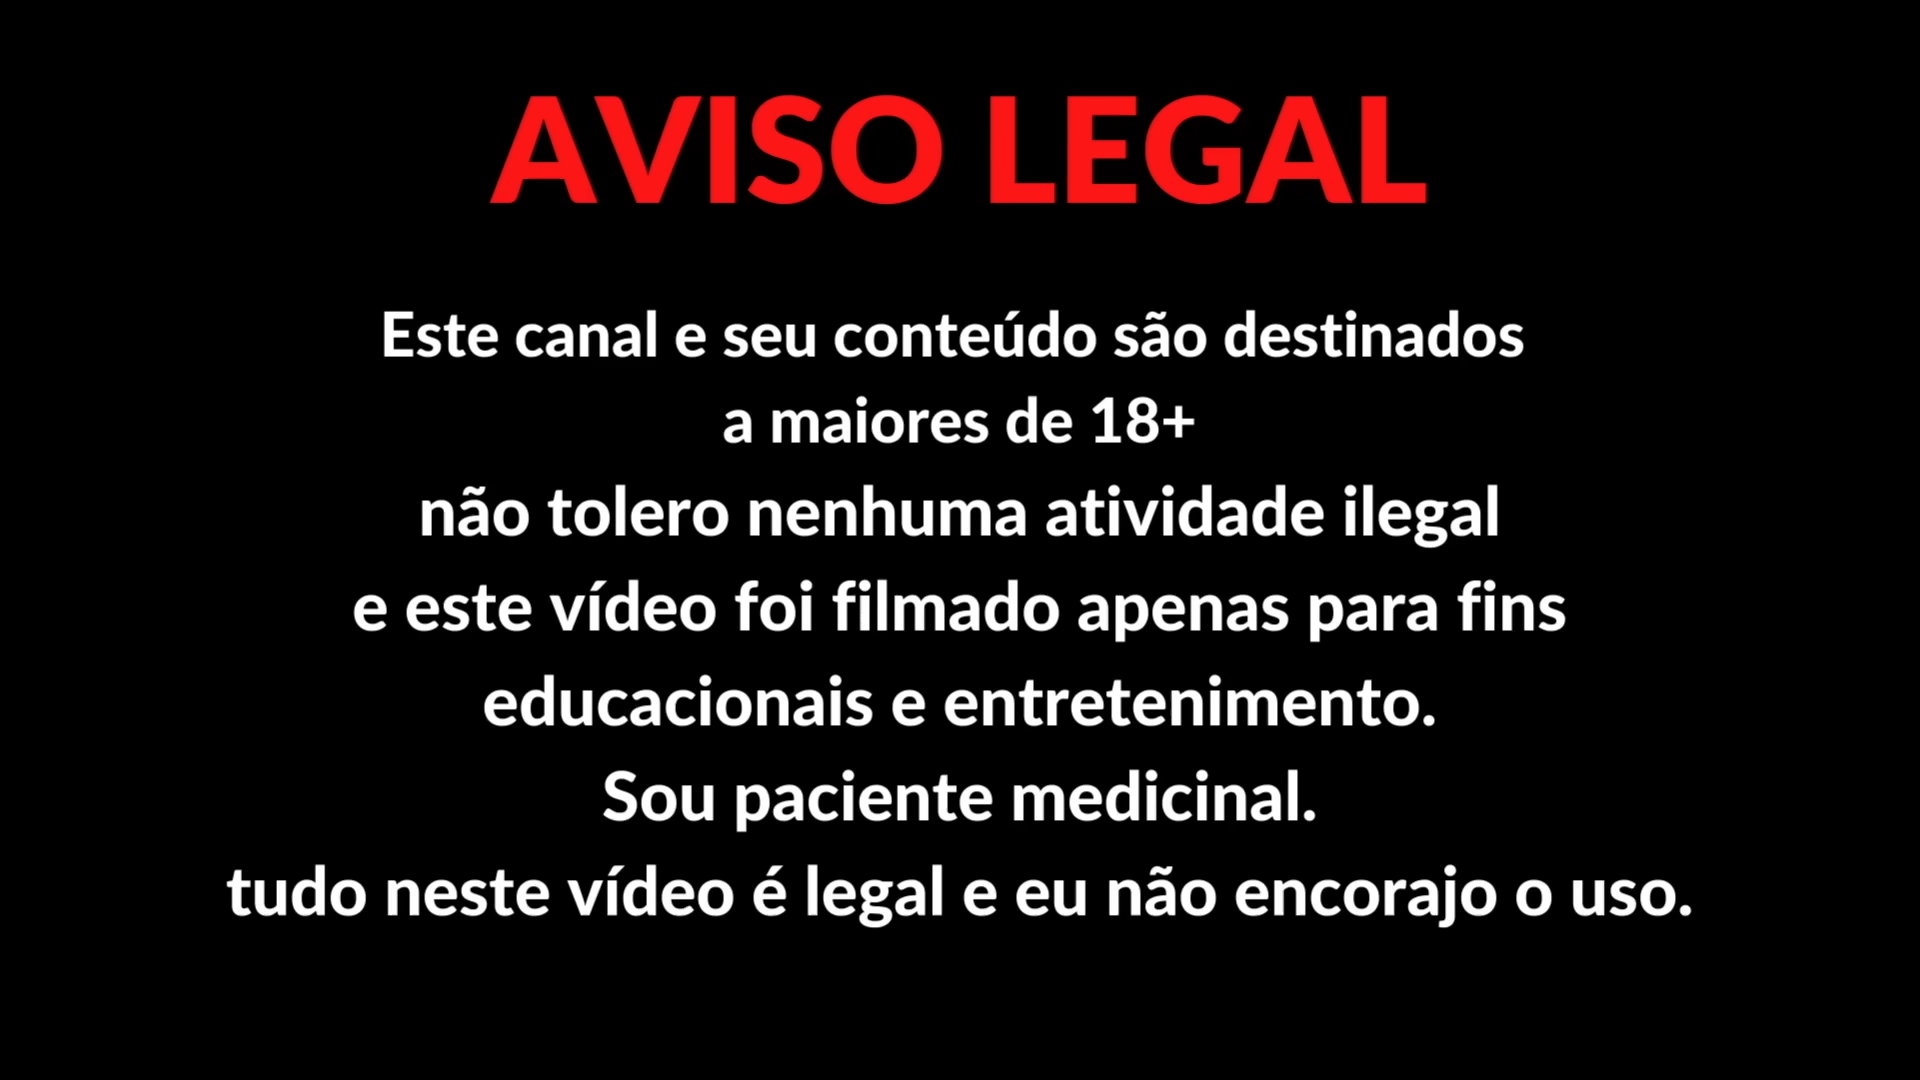 AVISO LEGAL
Este canal e seu conteúdo são destinados
a maiores de 18+
não tolero nenhuma atividade ilegal
e este vídeo foi filmado apenas para fins
educacionais e entretenimento.
Sou paciente medicinal.
tudo neste vídeo é legal e eu não encorajo o uso.